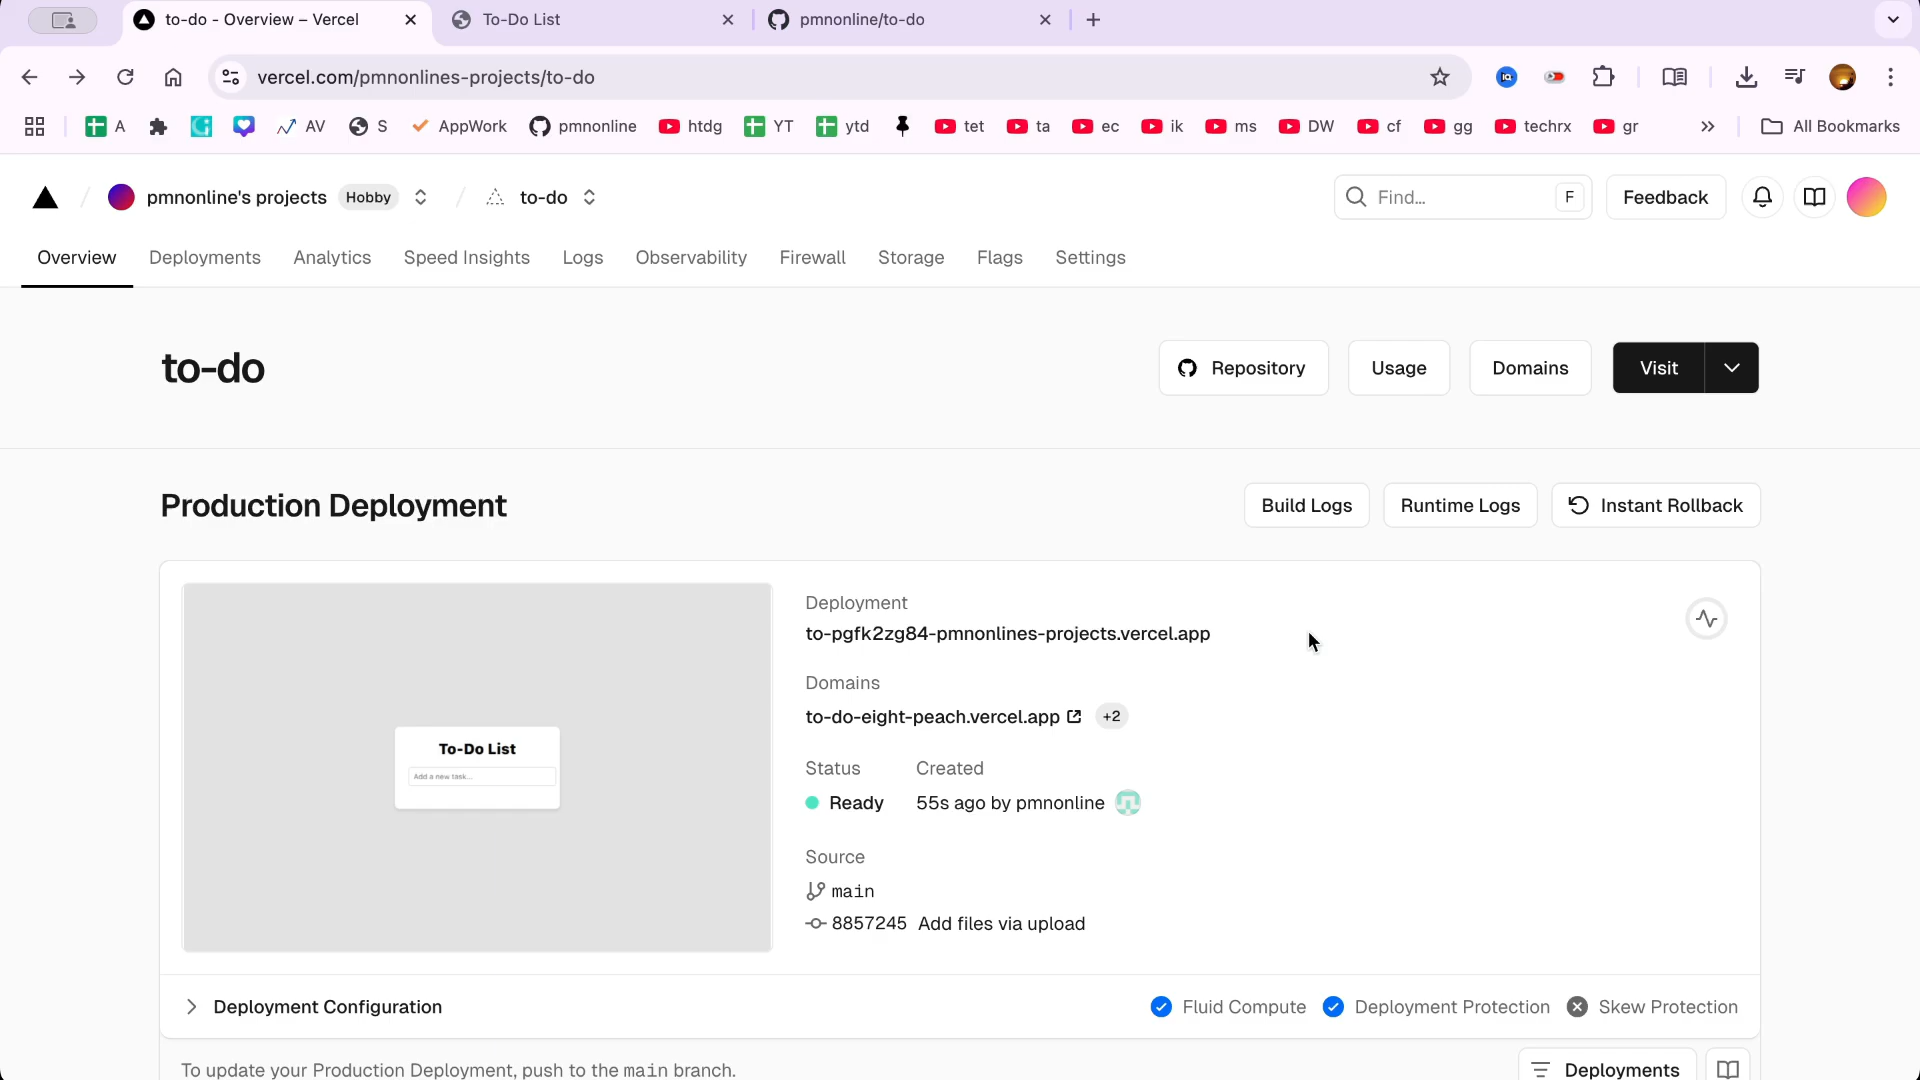 to-do - Overview – Vercel
To-Do List
pmnonline/to-do
vercel.com/pmnonlines-projects/to-do
A
AV
S
AppWork
pmnonline
htdg
YT
ytd
tet
ta
ec
ik
ms
DW
cf
gg
techrx
gr
All Bookmarks
pmnonline's projects Hobby
to-do
Find...
F
Feedback
Overview
Deployments
Analytics
Speed Insights
Logs
Observability
Firewall
Storage
Flags
Settings
to-do
Repository
Usage
Domains
Visit
Production Deployment
Build Logs
Runtime Logs
Instant Rollback
To-Do List
Add a new task...
Deployment
to-pgfk2zg84-pmnonlines-projects.vercel.app
Domains
to-do-eight-peach.vercel.app +2
Status Created
Ready 55s ago by pmnonline
Source
main
8857245 Add files via upload
Deployment Configuration
Fluid Compute
Deployment Protection
Skew Protection
To update your Production Deployment, push to the main branch.
Deployments